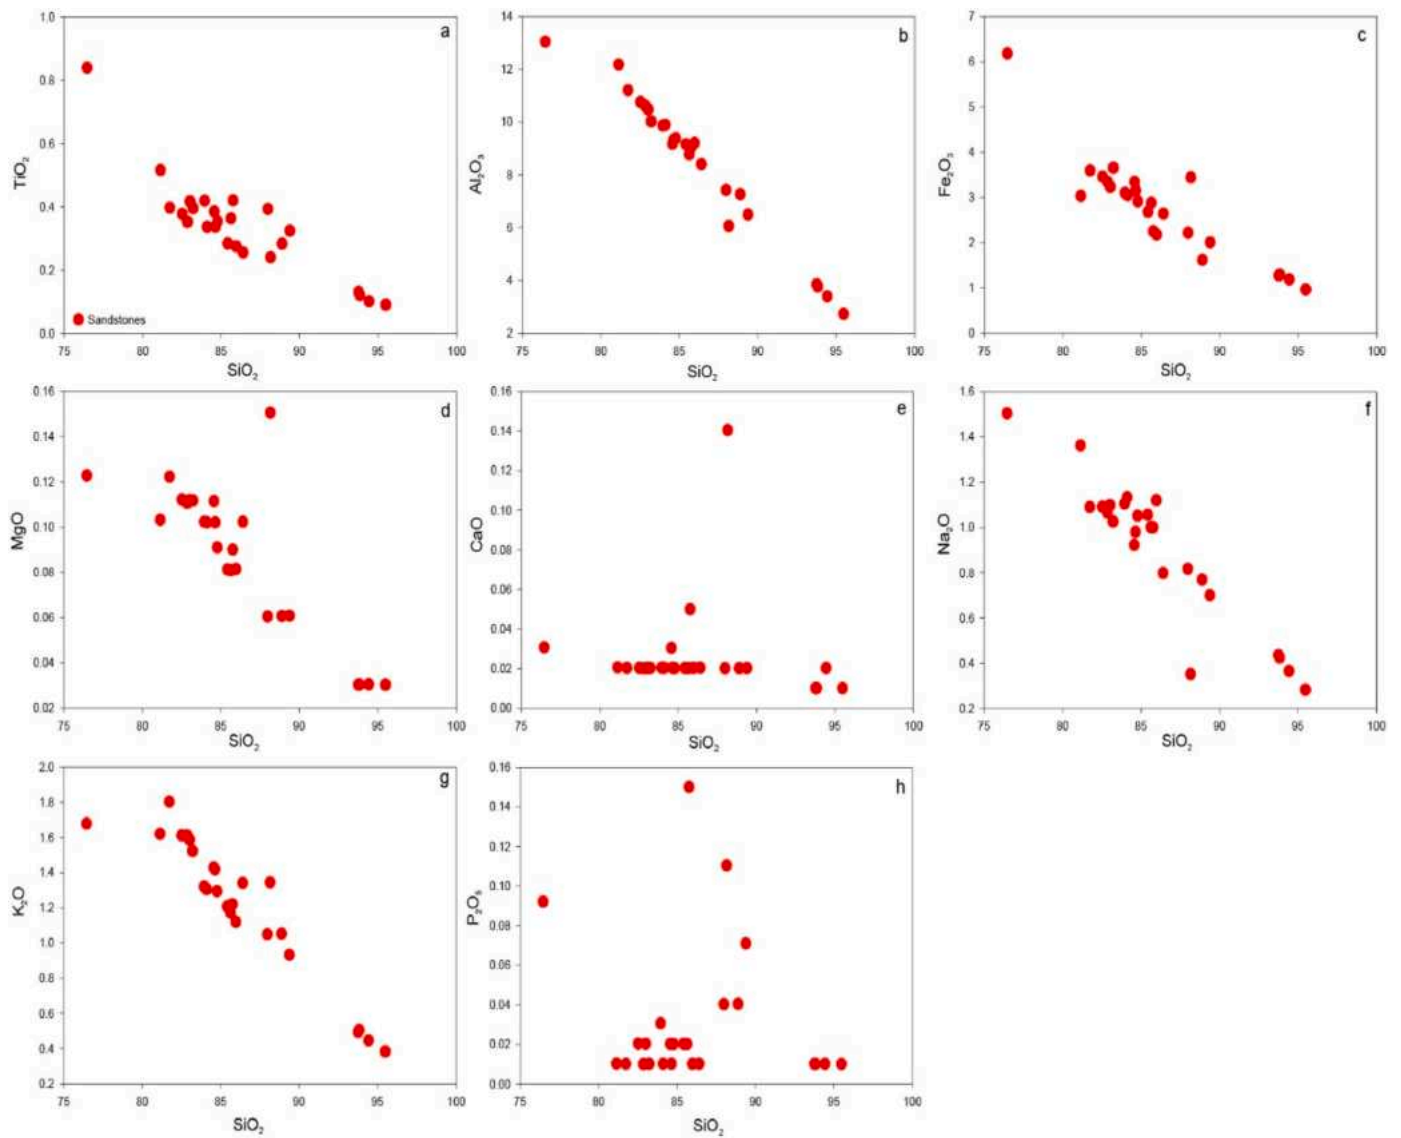 a
TiO2
1.0
0.8
0.6
0.4
0.2
0.0
Sandstones
75 80 85 90 95 100
SiO2
b
Al2O3
14
12
10
8
6
4
2
75 80 85 90 95 100
SiO2
c
Fe2O3
7
6
5
4
3
2
1
0
75 80 85 90 95 100
SiO2
d
MgO
0.16
0.14
0.12
0.10
0.08
0.06
0.04
0.02
75 80 85 90 95 100
SiO2
e
CaO
0.16
0.14
0.12
0.10
0.08
0.06
0.04
0.02
0.00
75 80 85 90 95 100
SiO2
f
Na2O
1.6
1.4
1.2
1.0
0.8
0.6
0.4
0.2
75 80 85 90 95 100
SiO2
g
K2O
2.0
1.8
1.6
1.4
1.2
1.0
0.8
0.6
0.4
0.2
75 80 85 90 95 100
SiO2
h
P2O5
0.16
0.14
0.12
0.10
0.08
0.06
0.04
0.02
0.00
75 80 85 90 95 100
SiO2